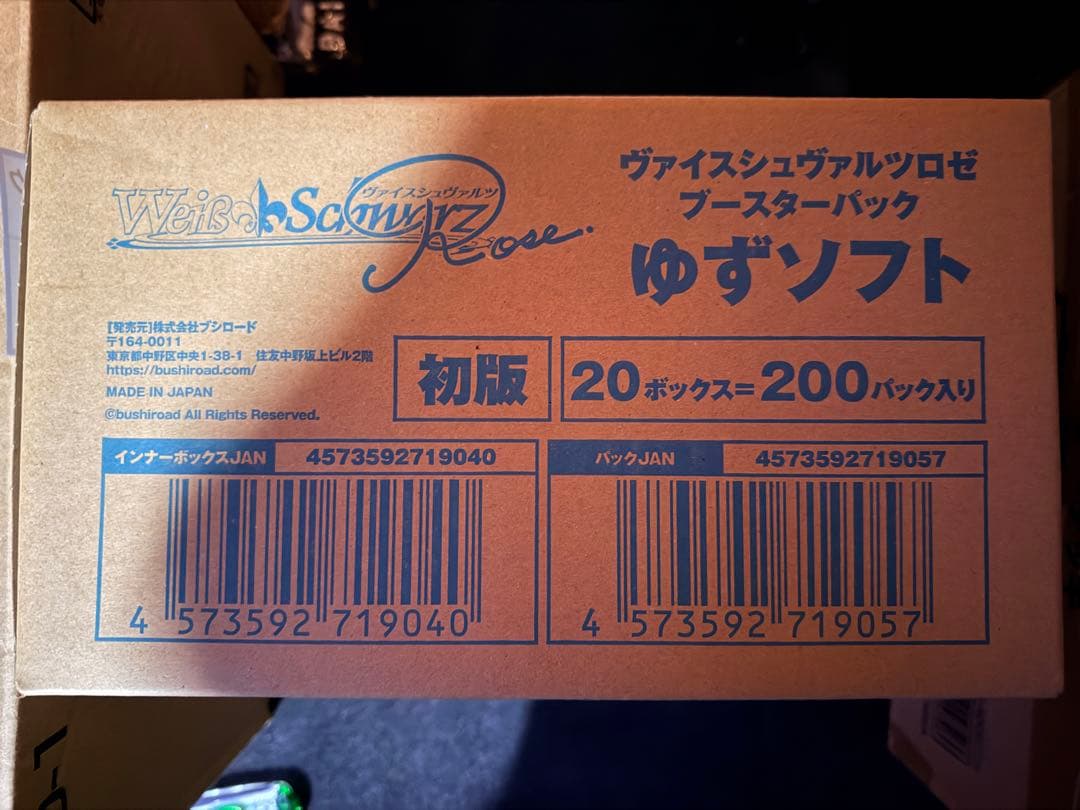 Weiß Schwarz
ヴァイスシュヴァルツ
Rose.
ヴァイスシュヴァルツロゼ
ブースターパック
ゆずソフト
[発売元]株式会社ブシロード
〒164-0011
東京都中野区中央1-38-1 住友中野坂上ビル2階
https://bushiroad.com/
MADE IN JAPAN
©bushiroad All Rights Reserved.
初版
20ボックス=200パック入り
インナーボックスJAN 4573592719040
4 573592 719040
パックJAN 4573592719057
4 573592 719057